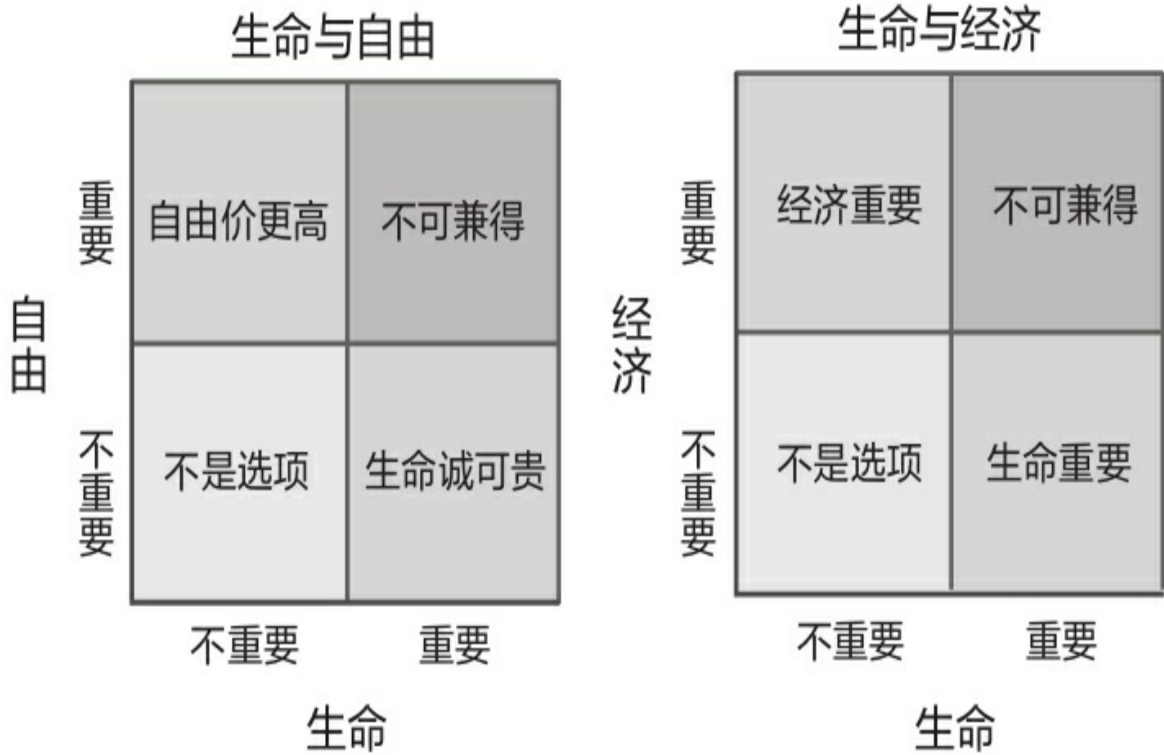 生命与自由
重要
自由价更高
不可兼得
自由
不重要
不是选项
生命诚可贵
不重要
重要
生命
生命与经济
重要
经济重要
不可兼得
经济
不重要
不是选项
生命重要
不重要
重要
生命